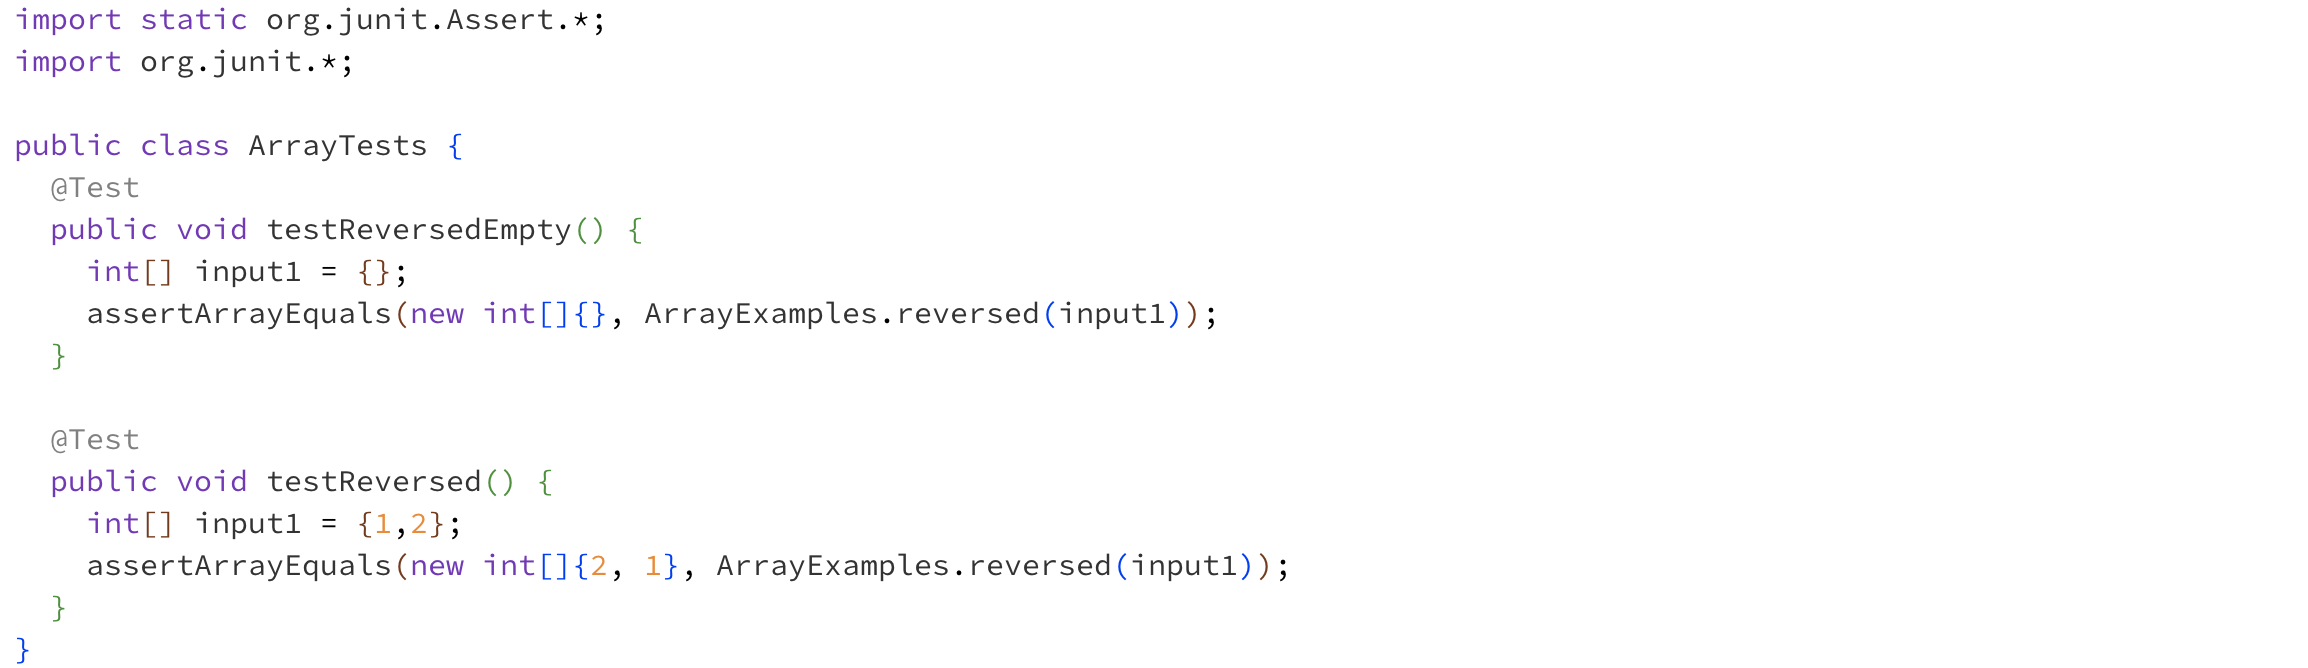 import static org.junit.Assert.*;
import org.junit.*;

public class ArrayTests {
  @Test
  public void testReversedEmpty() {
    int[] input1 = {};
    assertArrayEquals(new int[]{}, ArrayExamples.reversed(input1));
  }

  @Test
  public void testReversed() {
    int[] input1 = {1,2};
    assertArrayEquals(new int[]{2, 1}, ArrayExamples.reversed(input1));
  }
}